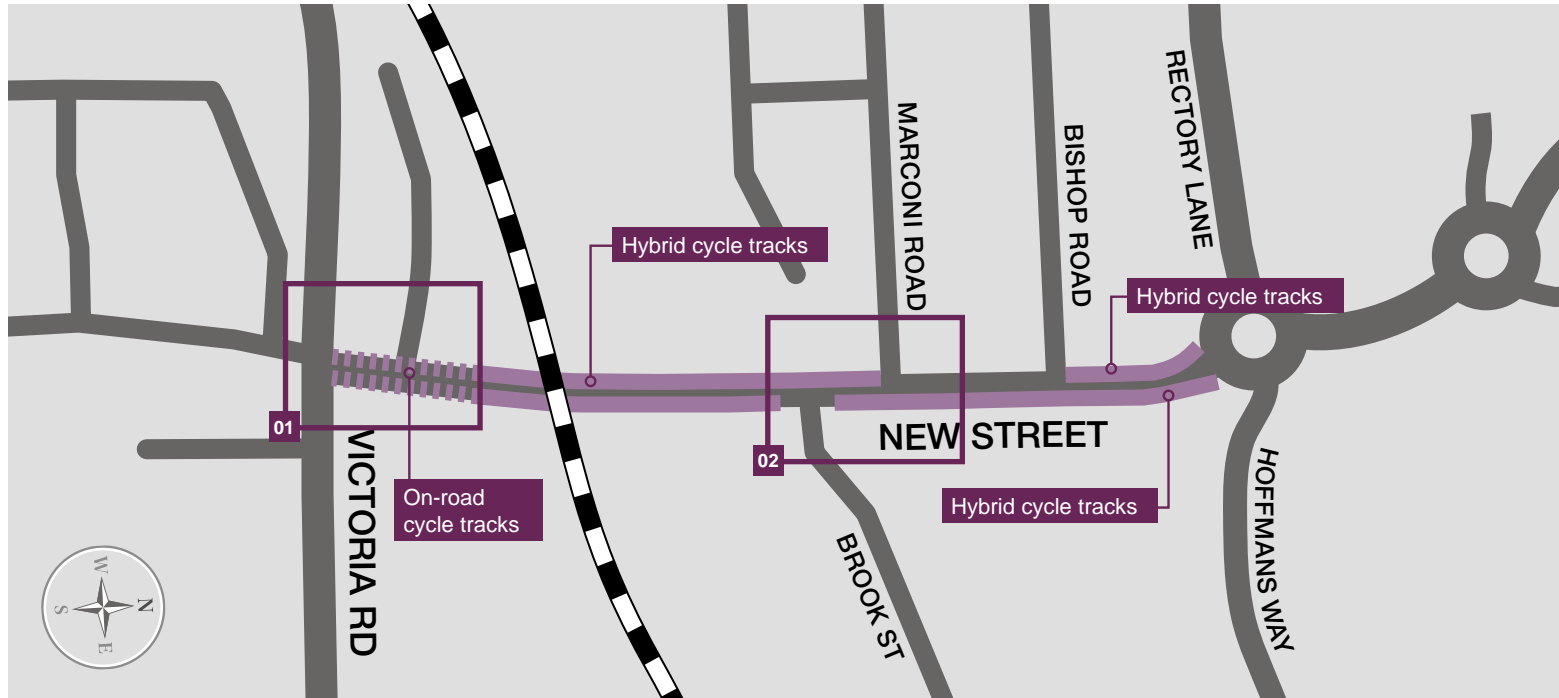 RECTORY LANE
MARCONI ROAD
BISHOP ROAD
Hybrid cycle tracks
Hybrid cycle tracks
01
VICTORIA RD
NEW STREET
02
On-road
cycle tracks
Hybrid cycle tracks
BROOK ST
HOFFMANS WAY
W
N
S
E